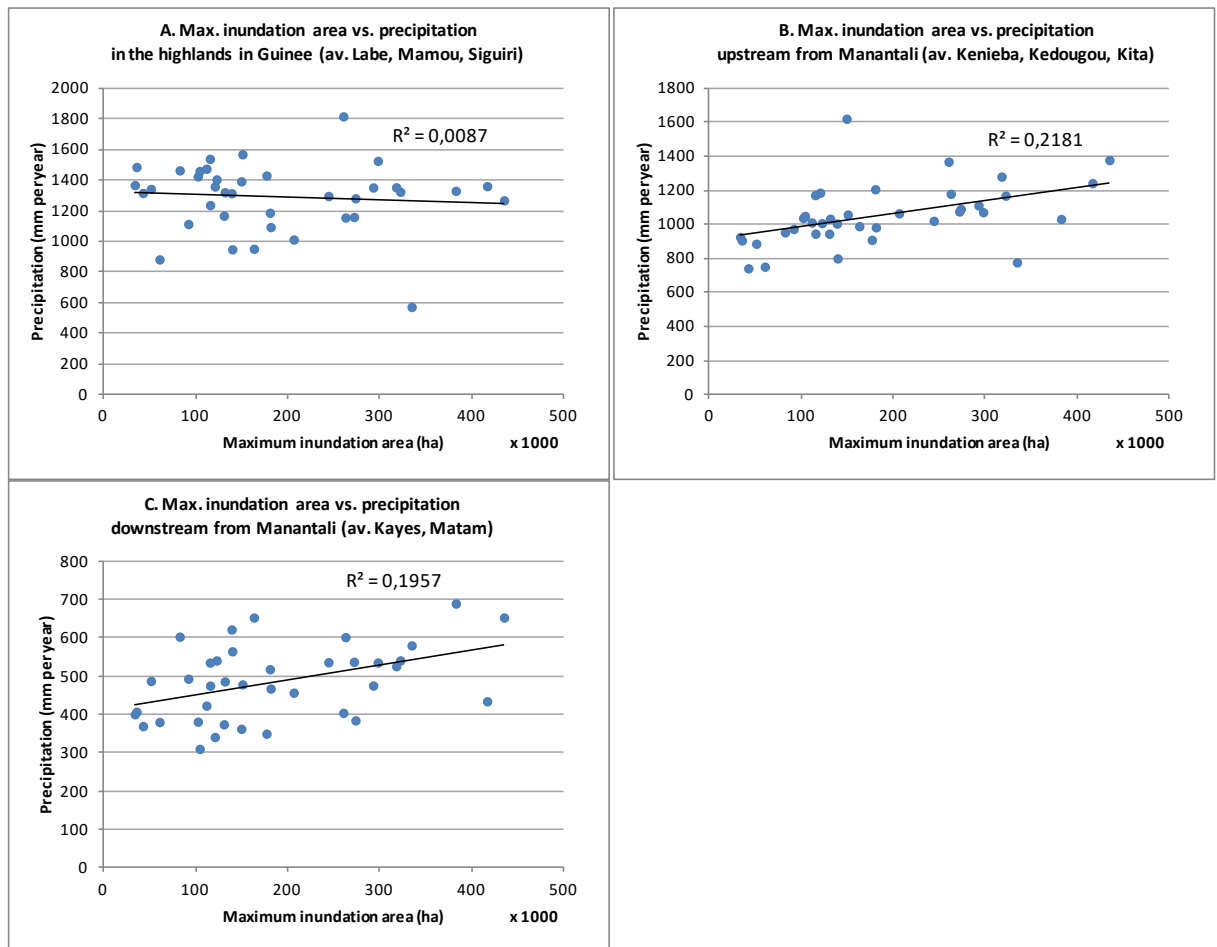 A. Max. inundation area vs. precipitation
in the highlands in Guinee (av. Labe, Mamou, Siguiri)
Precipitation (mm per year)
2000
1800
1600
1400
1200
1000
800
600
400
200
0
R² = 0,0087
0 100 200 300 400 500
Maximum inundation area (ha) x 1000
B. Max. inundation area vs. precipitation
upstream from Manantali (av. Kenieba, Kedougou, Kita)
Precipitation (mm per year)
1800
1600
1400
1200
1000
800
600
400
200
0
R² = 0,2181
0 100 200 300 400 500
Maximum inundation area (ha) x 1000
C. Max. inundation area vs. precipitation
downstream from Manantali (av. Kayes, Matam)
Precipitation (mm per year)
800
700
600
500
400
300
200
100
0
R² = 0,1957
0 100 200 300 400 500
Maximum inundation area (ha) x 1000